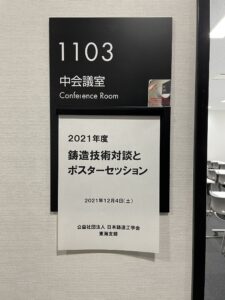 1103
中会議室
Conference Room
2021年度
鋳造技術対談と
ポスターセッション
2021年12月4日(土)
公益社団法人 日本鋳造工学会
東海支部